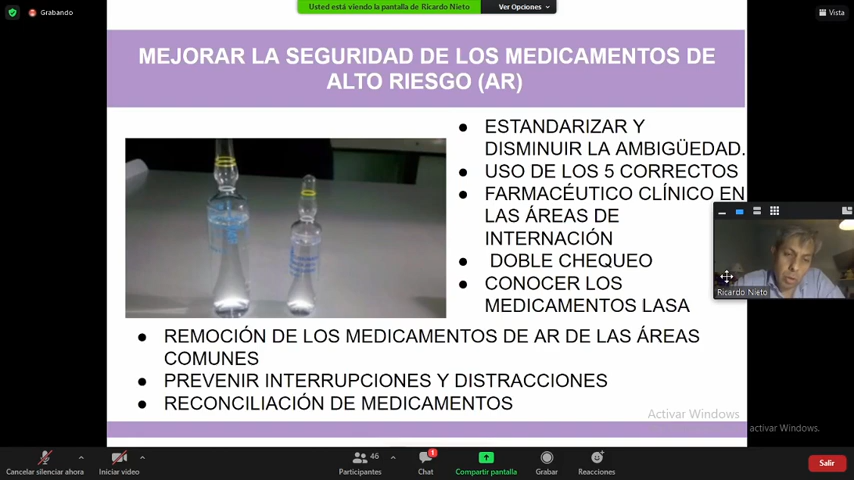 Grabando
Usted está viendo la pantalla de Ricardo Nieto
Ver Opciones
Vista
MEJORAR LA SEGURIDAD DE LOS MEDICAMENTOS DE
ALTO RIESGO (AR)
● ESTANDARIZAR Y
DISMINUIR LA AMBIGÜEDAD.
● USO DE LOS 5 CORRECTOS
● FARMACÉUTICO CLÍNICO EN
LAS ÁREAS DE
INTERNACIÓN
● DOBLE CHEQUEO
● CONOCER LOS
MEDICAMENTOS LASA
Ricardo Nieto
● REMOCIÓN DE LOS MEDICAMENTOS DE AR DE LAS ÁREAS
COMUNES
● PREVENIR INTERRUPCIONES Y DISTRACCIONES
● RECONCILIACIÓN DE MEDICAMENTOS
Activar Windows
activar Windows.
Cancelar silenciar ahora
Iniciar video
46
Participantes
1
Chat
Compartir pantalla
Grabar
Reacciones
Salir